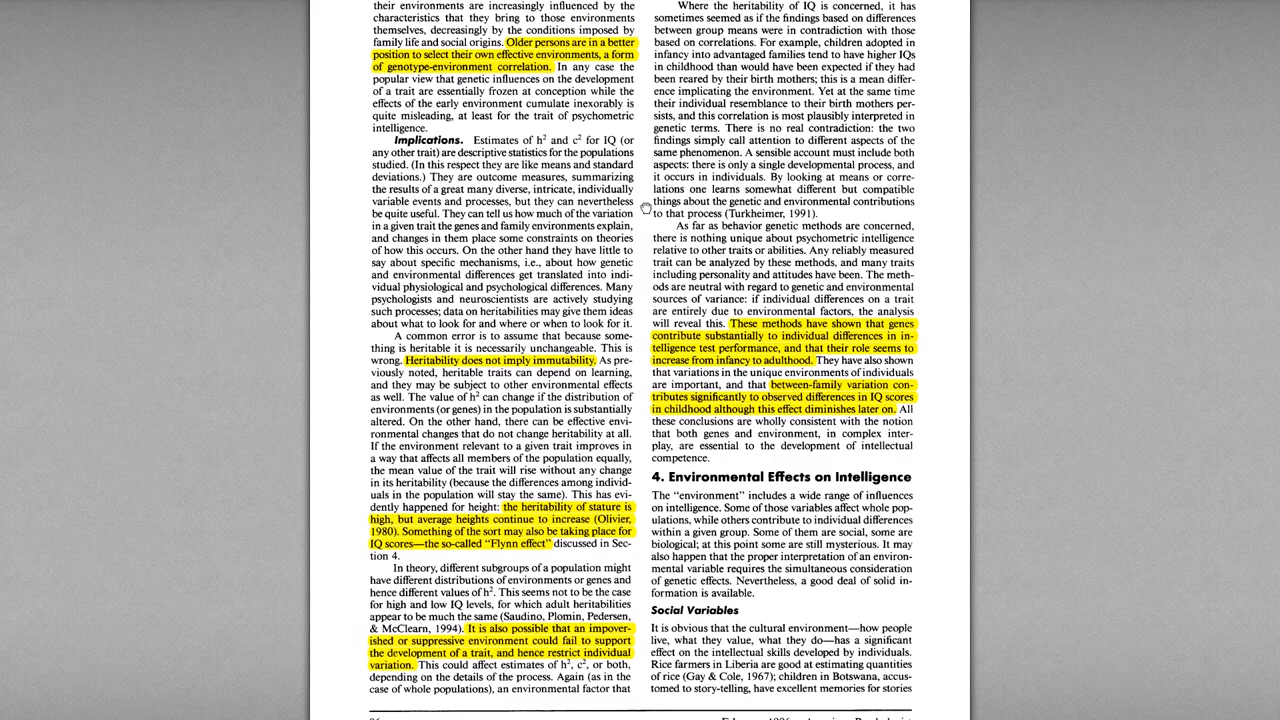 their environments are increasingly influenced by the
characteristics that they bring to those environments
themselves, decreasingly by the conditions imposed by
family life and social origins. Older persons are in a better
position to select their own effective environments, a form
of genotype-environment correlation. In any case the
popular view that genetic influences on the development
of a trait are essentially frozen at conception while the
effects of the early environment cumulate inexorably is
quite misleading, at least for the trait of psychometric
intelligence.
Implications. Estimates of h² and c² for IQ (or
any other trait) are descriptive statistics for the populations
studied. (In this respect they are like means and standard
deviations.) They are outcome measures, summarizing
the results of a great many diverse, intricate, individually
variable events and processes, but they can nevertheless
be quite useful. They can tell us how much of the variation
in a given trait the genes and family environments explain,
and changes in them place some constraints on theories
of how this occurs. On the other hand they have little to
say about specific mechanisms, i.e., about how genetic
and environmental differences get translated into indi-
vidual physiological and psychological differences. Many
psychologists and neuroscientists are actively studying
such processes; data on heritabilities may give them ideas
about what to look for and where or when to look for it.
A common error is to assume that because some-
thing is heritable it is necessarily unchangeable. This is
wrong. Heritability does not imply immutability. As pre-
viously noted, heritable traits can depend on learning,
and they may be subject to other environmental effects
as well. The value of h² can change if the distribution of
environments (or genes) in the population is substantially
altered. On the other hand, there can be effective envi-
ronmental changes that do not change heritability at all.
If the environment relevant to a given trait improves in
a way that affects all members of the population equally,
the mean value of the trait will rise without any change
in its heritability (because the differences among individ-
uals in the population will stay the same). This has evi-
dently happened for height: the heritability of stature is
high, but average heights continue to increase (Olivier,
1980). Something of the sort may also be taking place for
IQ scores—the so-called "Flynn effect" discussed in Sec-
tion 4.
In theory, different subgroups of a population might
have different distributions of environments or genes and
hence different values of h². This seems not to be the case
for high and low IQ levels, for which adult heritabilities
appear to be much the same (Saudino, Plomin, Pedersen,
& McClearn, 1994). It is also possible that an impover-
ished or suppressive environment could fail to support
the development of a trait, and hence restrict individual
variation. This could affect estimates of h², c², or both,
depending on the details of the process. Again (as in the
case of whole populations), an environmental factor that
Where the heritability of IQ is concerned, it has
sometimes seemed as if the findings based on differences
between group means were in contradiction with those
based on correlations. For example, children adopted in
infancy into advantaged families tend to have higher IQs
in childhood than would have been expected if they had
been reared by their birth mothers; this is a mean differ-
ence implicating the environment. Yet at the same time
their individual resemblance to their birth mothers per-
sists, and this correlation is most plausibly interpreted in
genetic terms. There is no real contradiction: the two
findings simply call attention to different aspects of the
same phenomenon. A sensible account must include both
aspects: there is only a single developmental process, and
it occurs in individuals. By looking at means or corre-
lations one learns somewhat different but compatible
things about the genetic and environmental contributions
to that process (Turkheimer, 1991).
As far as behavior genetic methods are concerned,
there is nothing unique about psychometric intelligence
relative to other traits or abilities. Any reliably measured
trait can be analyzed by these methods, and many traits
including personality and attitudes have been. The meth-
ods are neutral with regard to genetic and environmental
sources of variance: if individual differences on a trait
are entirely due to environmental factors, the analysis
will reveal this. These methods have shown that genes
contribute substantially to individual differences in in-
telligence test performance, and that their role seems to
increase from infancy to adulthood. They have also shown
that variations in the unique environments of individuals
are important, and that between-family variation con-
tributes significantly to observed differences in IQ scores
in childhood although this effect diminishes later on. All
these conclusions are wholly consistent with the notion
that both genes and environment, in complex inter-
play, are essential to the development of intellectual
competence.
4. Environmental Effects on Intelligence
The "environment" includes a wide range of influences
on intelligence. Some of those variables affect whole pop-
ulations, while others contribute to individual differences
within a given group. Some of them are social, some are
biological; at this point some are still mysterious. It may
also happen that the proper interpretation of an environ-
mental variable requires the simultaneous consideration
of genetic effects. Nevertheless, a good deal of solid in-
formation is available.
Social Variables
It is obvious that the cultural environment—how people
live, what they value, what they do—has a significant
effect on the intellectual skills developed by individuals.
Rice farmers in Liberia are good at estimating quantities
of rice (Gay & Cole, 1967); children in Botswana, accus-
tomed to story-telling, have excellent memories for stories